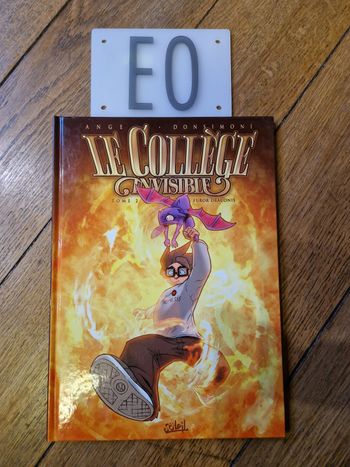 EO
ANGE · DONSIMONI
LE COLLÈGE
INVISIBLE
TOME 2 FUROR DRACONIS
Soleil